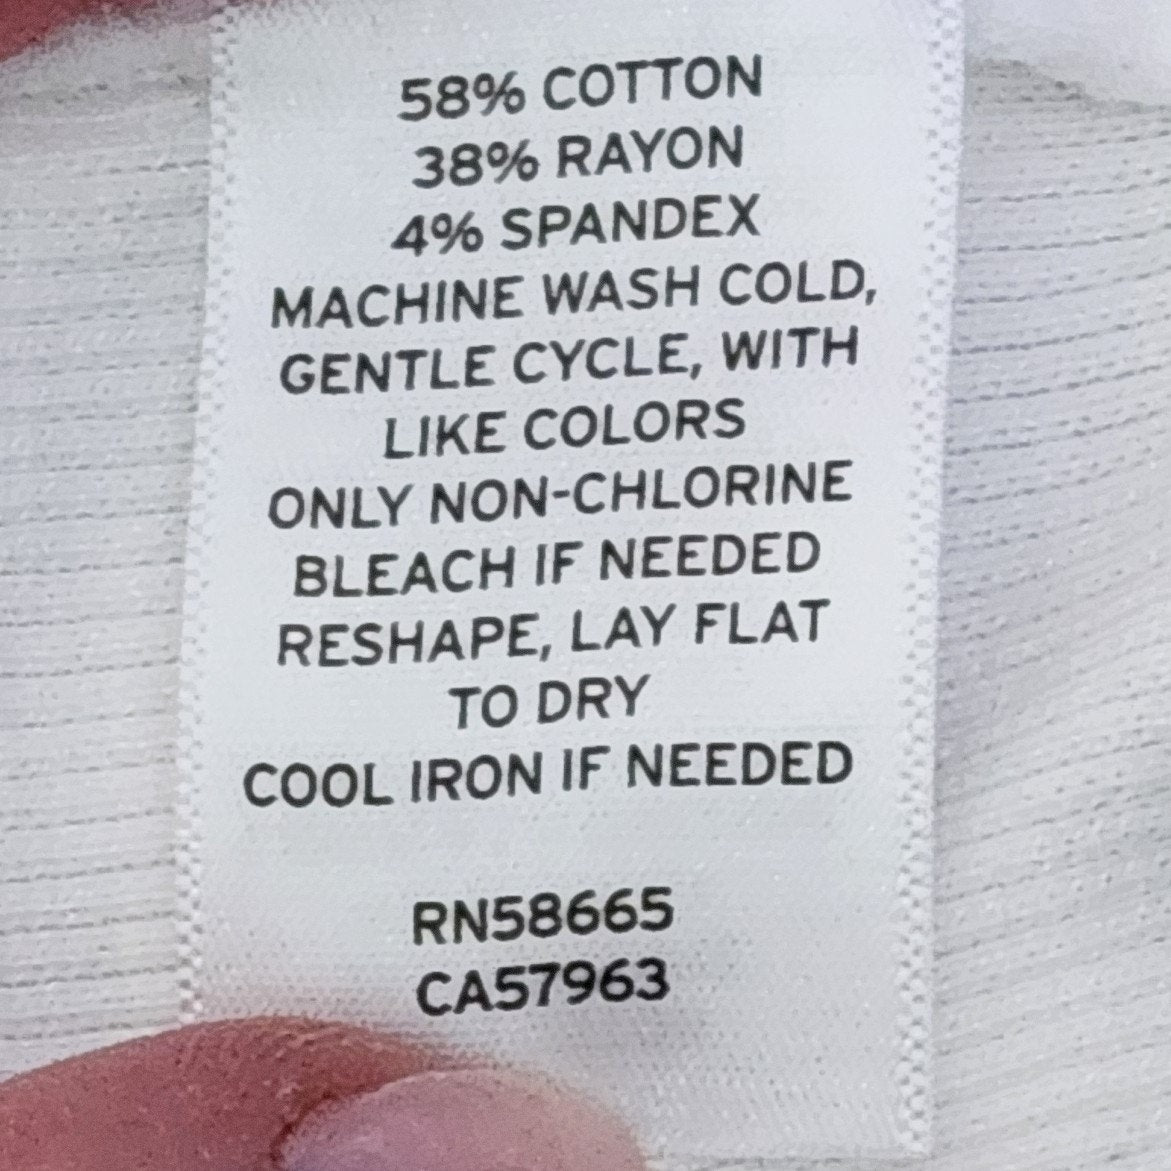 58% COTTON
38% RAYON
4% SPANDEX
MACHINE WASH COLD,
GENTLE CYCLE, WITH
LIKE COLORS
ONLY NON-CHLORINE
BLEACH IF NEEDED
RESHAPE, LAY FLAT
TO DRY
COOL IRON IF NEEDED
RN58665
CA57963